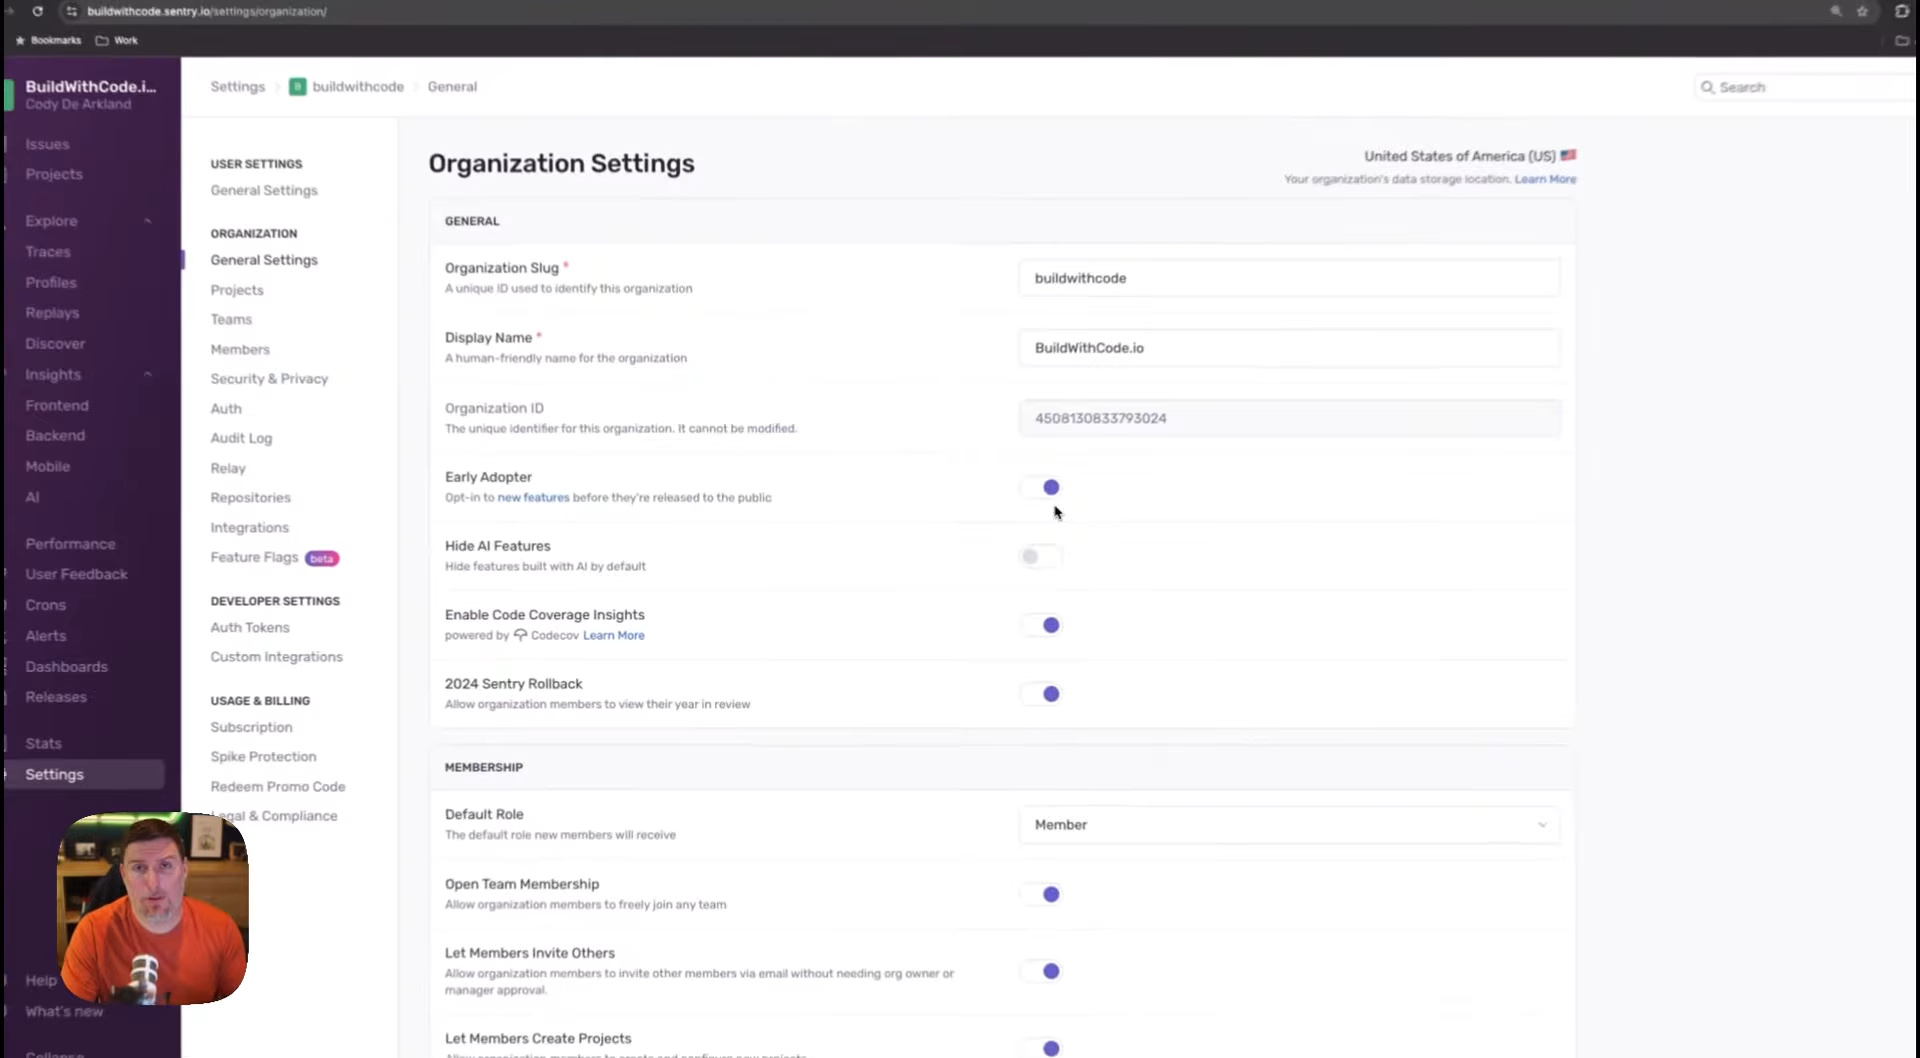 buildwithcode.sentry.io/settings/organization/
Bookmarks
Work
BuildWithCode.i...
Cody De Arkland
Issues
Projects
Explore
Traces
Profiles
Replays
Discover
Insights
Frontend
Backend
Mobile
AI
Performance
User Feedback
Crons
Alerts
Dashboards
Releases
Stats
Settings
Help
What's new
Collapse
Settings
buildwithcode
General
Search
USER SETTINGS
General Settings
ORGANIZATION
General Settings
Projects
Teams
Members
Security & Privacy
Auth
Audit Log
Relay
Repositories
Integrations
Feature Flags beta
DEVELOPER SETTINGS
Auth Tokens
Custom Integrations
USAGE & BILLING
Subscription
Spike Protection
Redeem Promo Code
Legal & Compliance
Organization Settings
United States of America (US)
Your organization's data storage location. Learn More
GENERAL
Organization Slug *
A unique ID used to identify this organization
buildwithcode
Display Name *
A human-friendly name for the organization
BuildWithCode.io
Organization ID
The unique identifier for this organization. It cannot be modified.
4508130833793024
Early Adopter
Opt-in to new features before they're released to the public
Hide AI Features
Hide features built with AI by default
Enable Code Coverage Insights
powered by Codecov Learn More
2024 Sentry Rollback
Allow organization members to view their year in review
MEMBERSHIP
Default Role
The default role new members will receive
Member
Open Team Membership
Allow organization members to freely join any team
Let Members Invite Others
Allow organization members to invite other members via email without needing org owner or
manager approval.
Let Members Create Projects
Allow organization members to create and configure new projects.